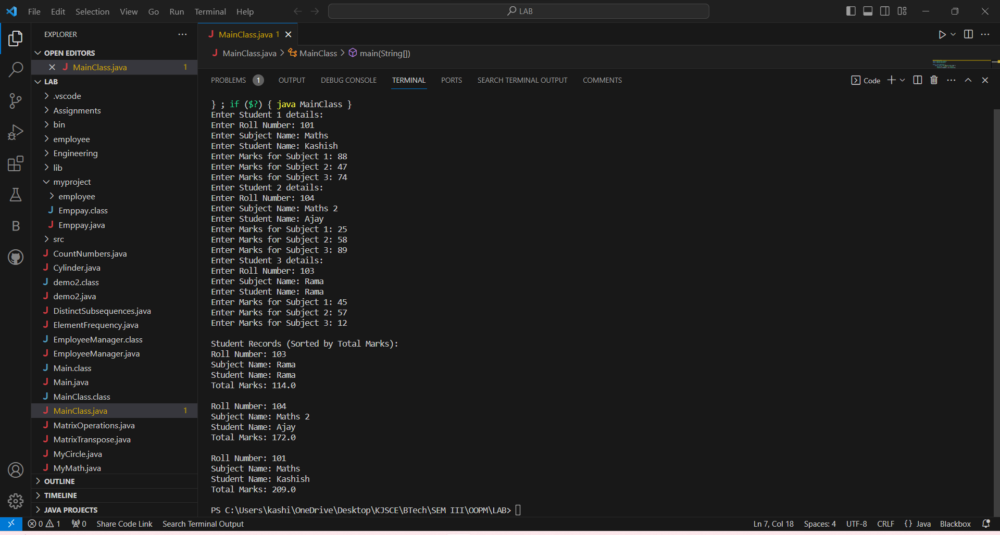 File Edit Selection View Go Run Terminal Help
LAB
EXPLORER
OPEN EDITORS
MainClass.java 1
LAB
.vscode
Assignments
bin
employee
Engineering
lib
myproject
employee
Emppay.class
Emppay.java
src
CountNumbers.java
Cylinder.java
demo2.class
demo2.java
DistinctSubsequences.java
ElementFrequency.java
EmployeeManager.class
EmployeeManager.java
Main.class
Main.java
MainClass.class
MainClass.java 1
MatrixOperations.java
MatrixTranspose.java
MyCircle.java
MyMath.java
OUTLINE
TIMELINE
JAVA PROJECTS
MainClass.java 1
MainClass.java > MainClass > main(String[])
PROBLEMS 1 OUTPUT DEBUG CONSOLE TERMINAL PORTS SEARCH TERMINAL OUTPUT COMMENTS
Code
} ; if ($?) { java MainClass }
Enter Student 1 details:
Enter Roll Number: 101
Enter Subject Name: Maths
Enter Student Name: Kashish
Enter Marks for Subject 1: 88
Enter Marks for Subject 2: 47
Enter Marks for Subject 3: 74
Enter Student 2 details:
Enter Roll Number: 104
Enter Subject Name: Maths 2
Enter Student Name: Ajay
Enter Marks for Subject 1: 25
Enter Marks for Subject 2: 58
Enter Marks for Subject 3: 89
Enter Student 3 details:
Enter Roll Number: 103
Enter Subject Name: Rama
Enter Student Name: Rama
Enter Marks for Subject 1: 45
Enter Marks for Subject 2: 57
Enter Marks for Subject 3: 12
Student Records (Sorted by Total Marks):
Roll Number: 103
Subject Name: Rama
Student Name: Rama
Total Marks: 114.0
Roll Number: 104
Subject Name: Maths 2
Student Name: Ajay
Total Marks: 172.0
Roll Number: 101
Subject Name: Maths
Student Name: Kashish
Total Marks: 209.0
PS C:\Users\kashi\OneDrive\Desktop\KJSCE\BTech\SEM III\OOPM\LAB>
0 1 0 Share Code Link Search Terminal Output
Ln 7, Col 18 Spaces: 4 UTF-8 CRLF {} Java Blackbox